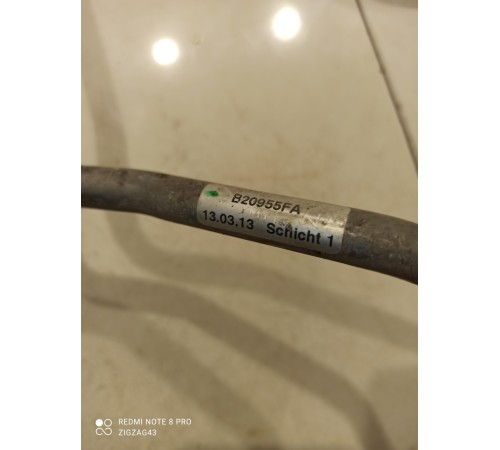 B20955FA
13.03.13 Schicht 1
REDMI NOTE 8 PRO
ZIGZAG43